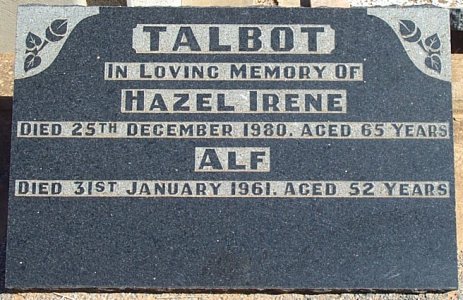 TALBOT
IN LOVING MEMORY OF
HAZEL IRENE
DIED 25TH DECEMBER 1980. AGED 65 YEARS
ALF
DIED 31ST JANUARY 1961. AGED 52 YEARS